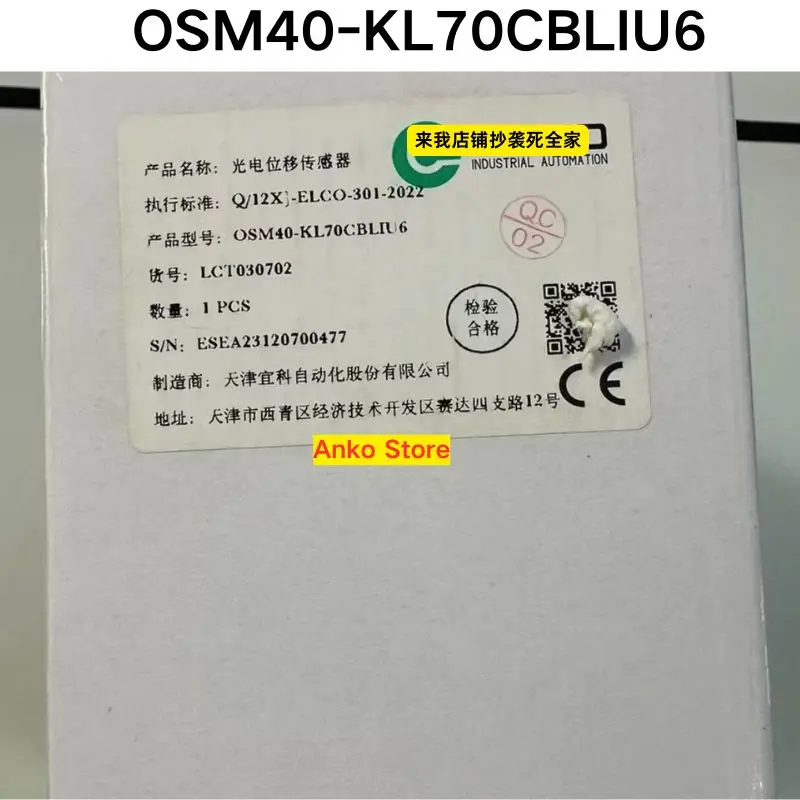 OSM40-KL70CBLIU6
来我店铺抄袭死全家
INDUSTRIAL AUTOMATION
产品名称: 光电位移传感器
执行标准: Q/12XJ-ELCO-301-2022
产品型号: OSM40-KL70CBLIU6
QC
02
货号: LCT030702
数量: 1 PCS
检验
合格
S/N: ESEA23120700477
制造商: 天津宜科自动化股份有限公司
CE
地址: 天津市西青区经济技术开发区赛达四支路12号
Anko Store